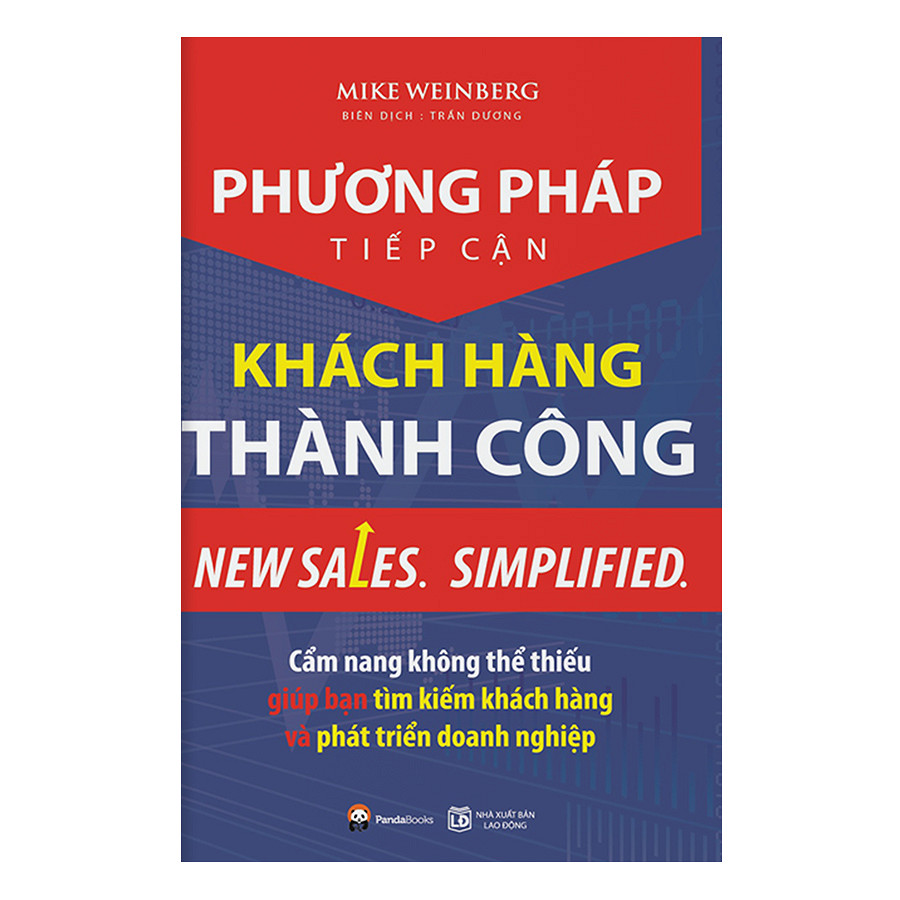 MIKE WEINBERG
BIÊN DỊCH : TRẦN DƯƠNG
PHƯƠNG PHÁP
TIẾP CẬN
KHÁCH HÀNG
THÀNH CÔNG
NEW SALES. SIMPLIFIED.
Cẩm nang không thể thiếu
giúp bạn tìm kiếm khách hàng
và phát triển doanh nghiệp
PandaBooks
LĐ
NHÀ XUẤT BẢN
LAO ĐỘNG